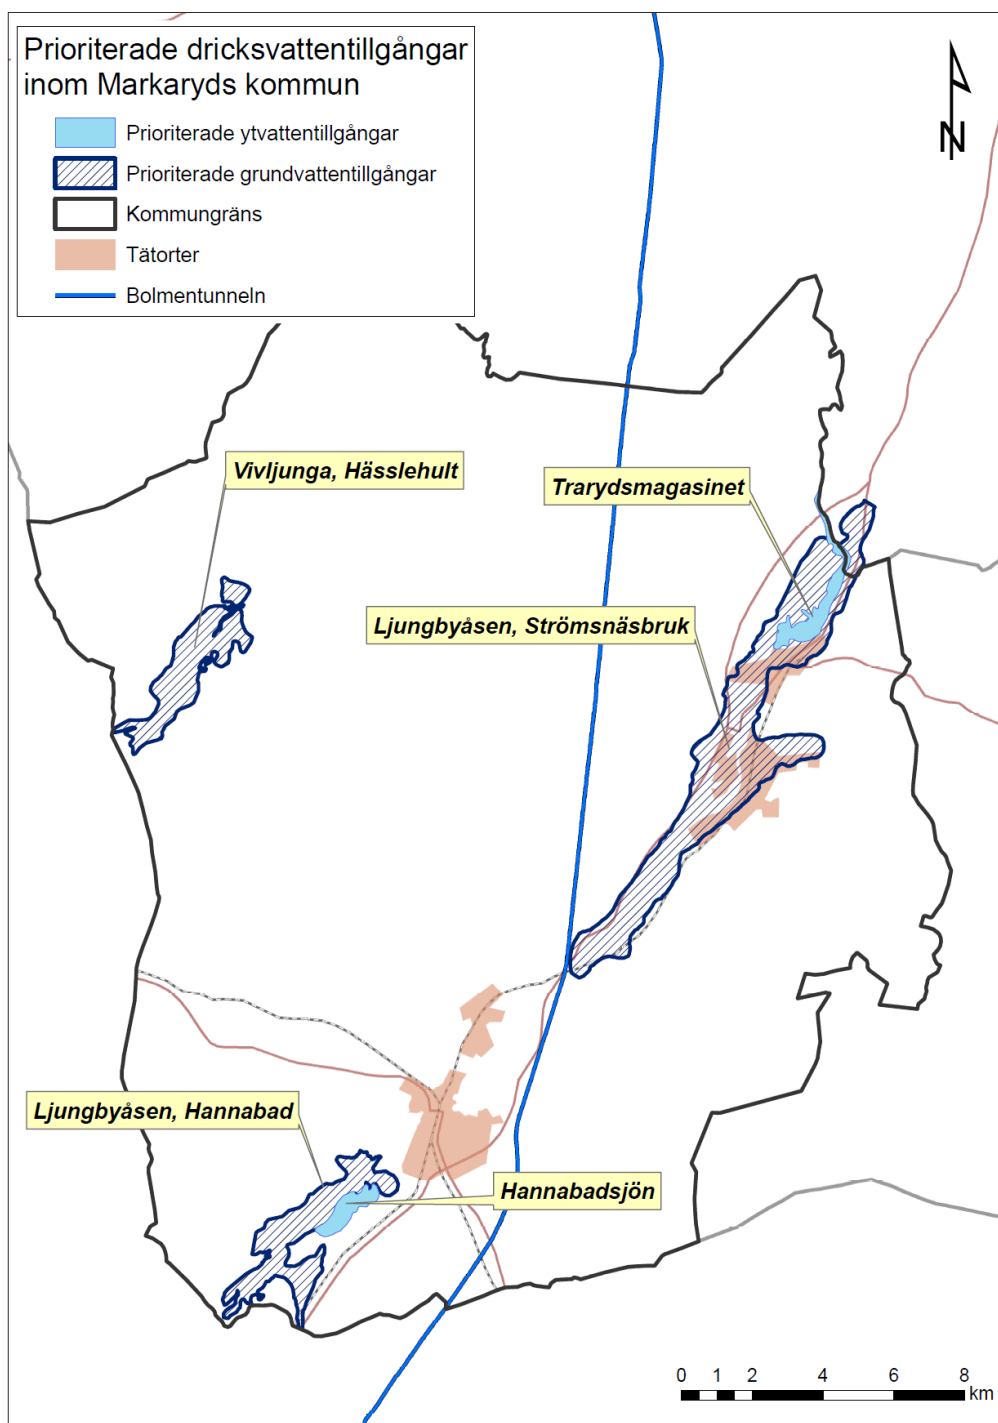 Prioriterade dricksvattentillgångar
inom Markaryds kommun
Prioriterade ytvattentillgångar
Prioriterade grundvattentillgångar
Kommungräns
Tätorter
Bolmentunneln
N
Vivljunga, Hässlehult
Trarydsmagasinet
Ljungbyåsen, Strömsnäsbruk
Ljungbyåsen, Hannabad
Hannabadsjön
0 1 2 4 6 8
km